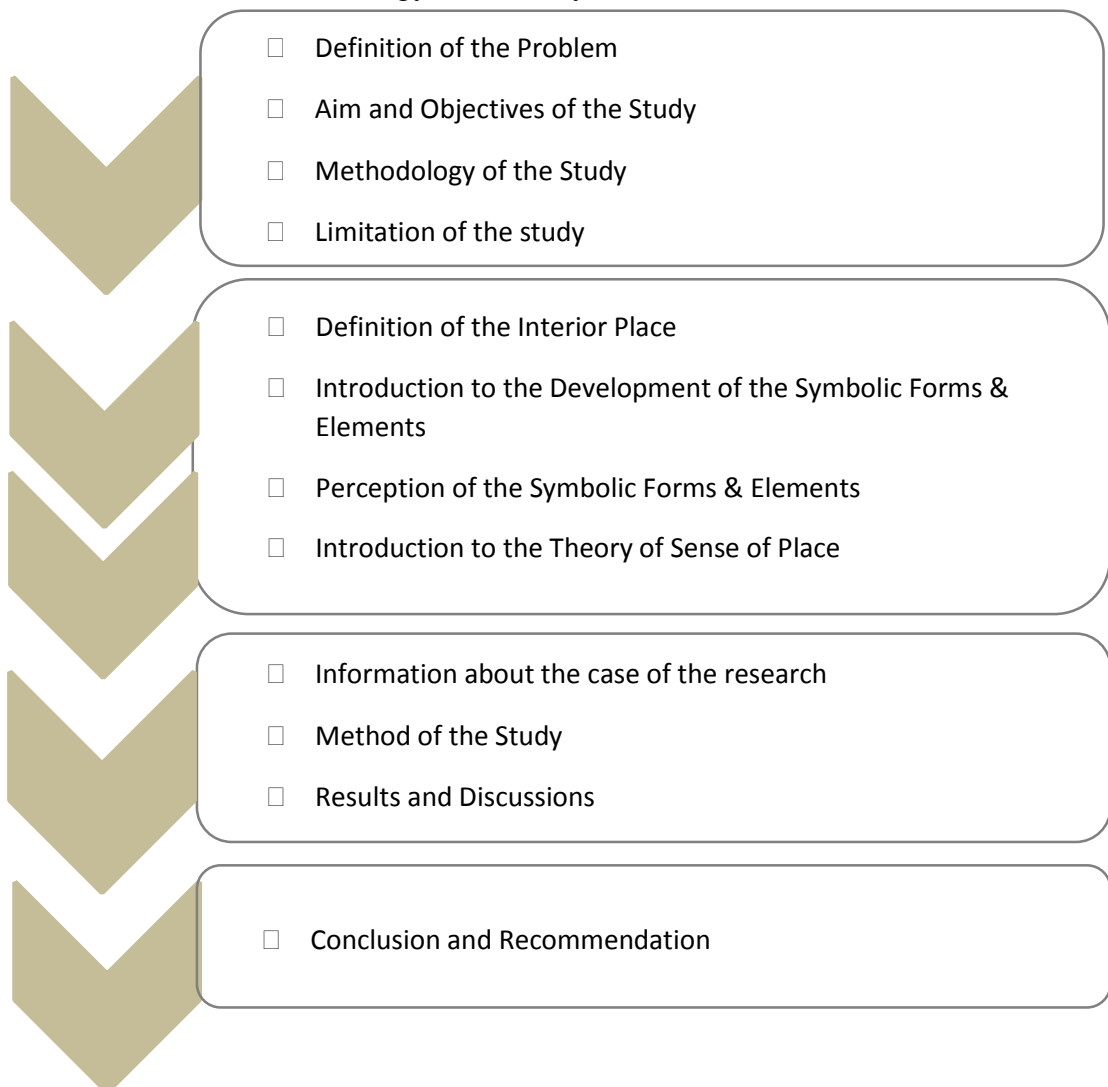 □ Definition of the Problem
□ Aim and Objectives of the Study
□ Methodology of the Study
□ Limitation of the study
□ Definition of the Interior Place
□ Introduction to the Development of the Symbolic Forms &
Elements
□ Perception of the Symbolic Forms & Elements
□ Introduction to the Theory of Sense of Place
□ Information about the case of the research
□ Method of the Study
□ Results and Discussions
□ Conclusion and Recommendation